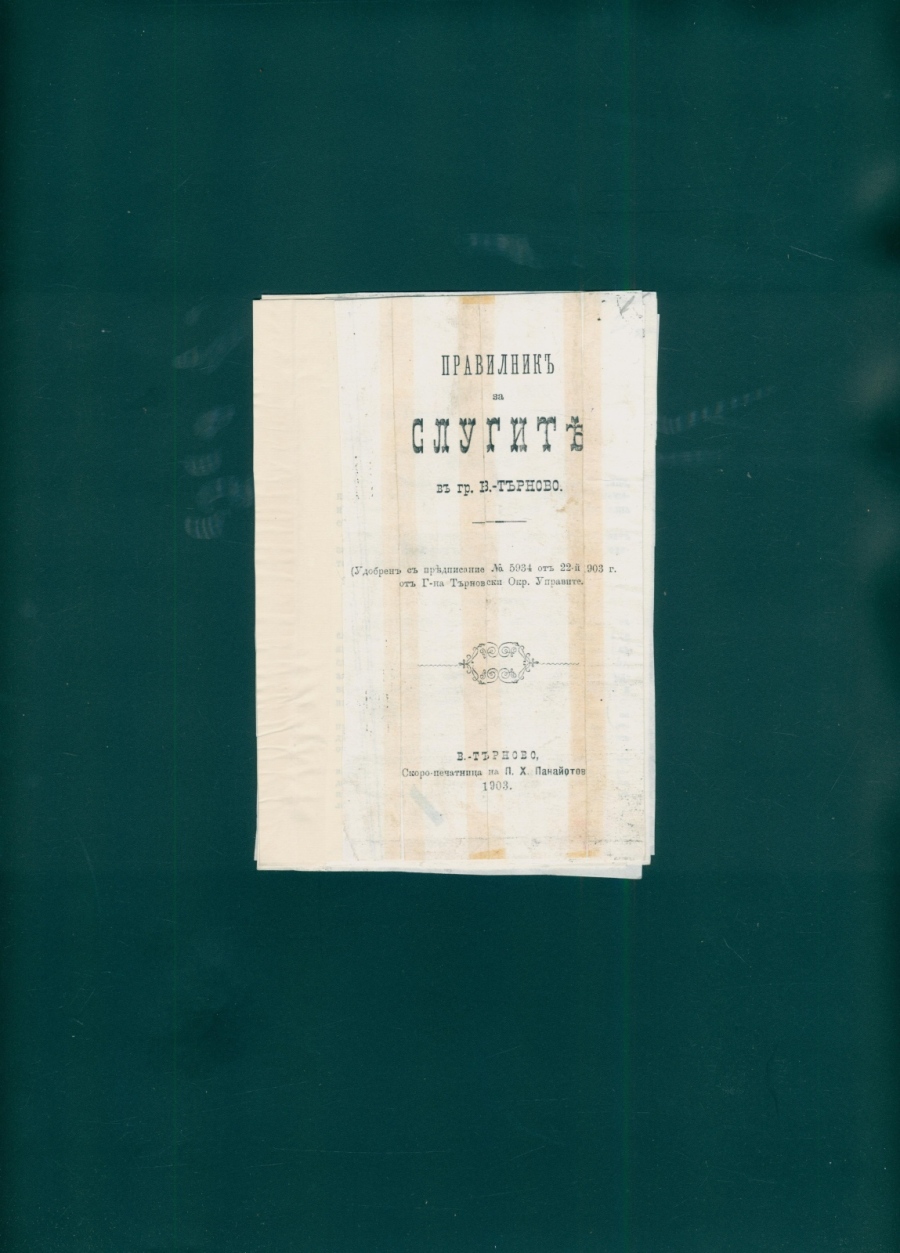 ПРАВИЛНИКЪ
за
СЛУГИТѢ
въ гр. В.-ТЪРНОВО.
(Удобренъ съ прѣдписание № 5034 отъ 22-й 903 г.
отъ Г-на Търновски Окр. Управите.
В.-ТЪРНОВО,
Скоро-печатница на П. Х. Панайотов
1903.